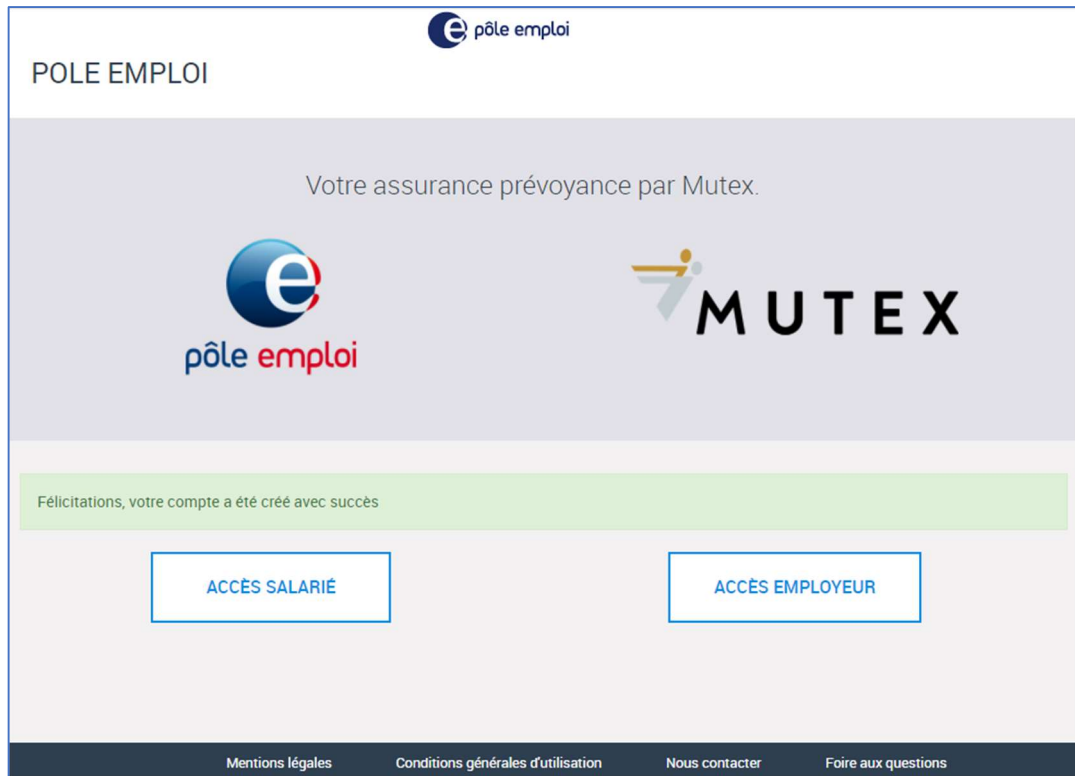 pôle emploi
POLE EMPLOI
Votre assurance prévoyance par Mutex.
pôle emploi
MUTEX
Félicitations, votre compte a été créé avec succès
ACCÈS SALARIÉ
ACCÈS EMPLOYEUR
Mentions légales Conditions générales d'utilisation Nous contacter Foire aux questions